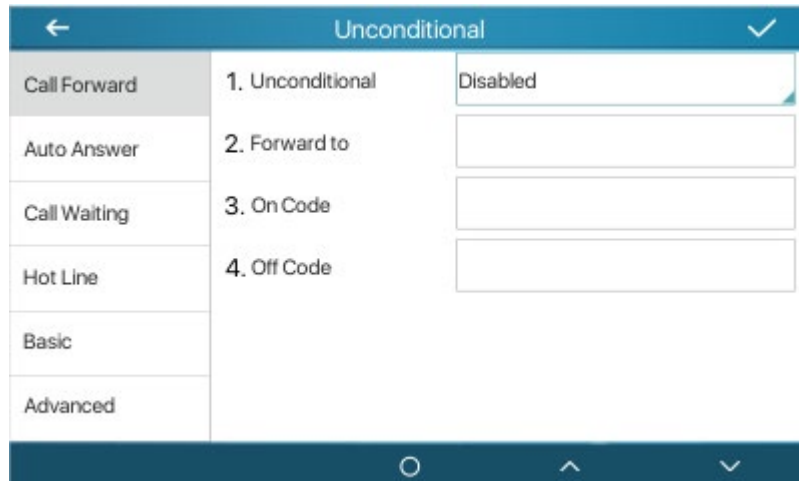 Unconditional
Call Forward
Auto Answer
Call Waiting
Hot Line
Basic
Advanced
1. Unconditional Disabled
2. Forward to
3. On Code
4. Off Code